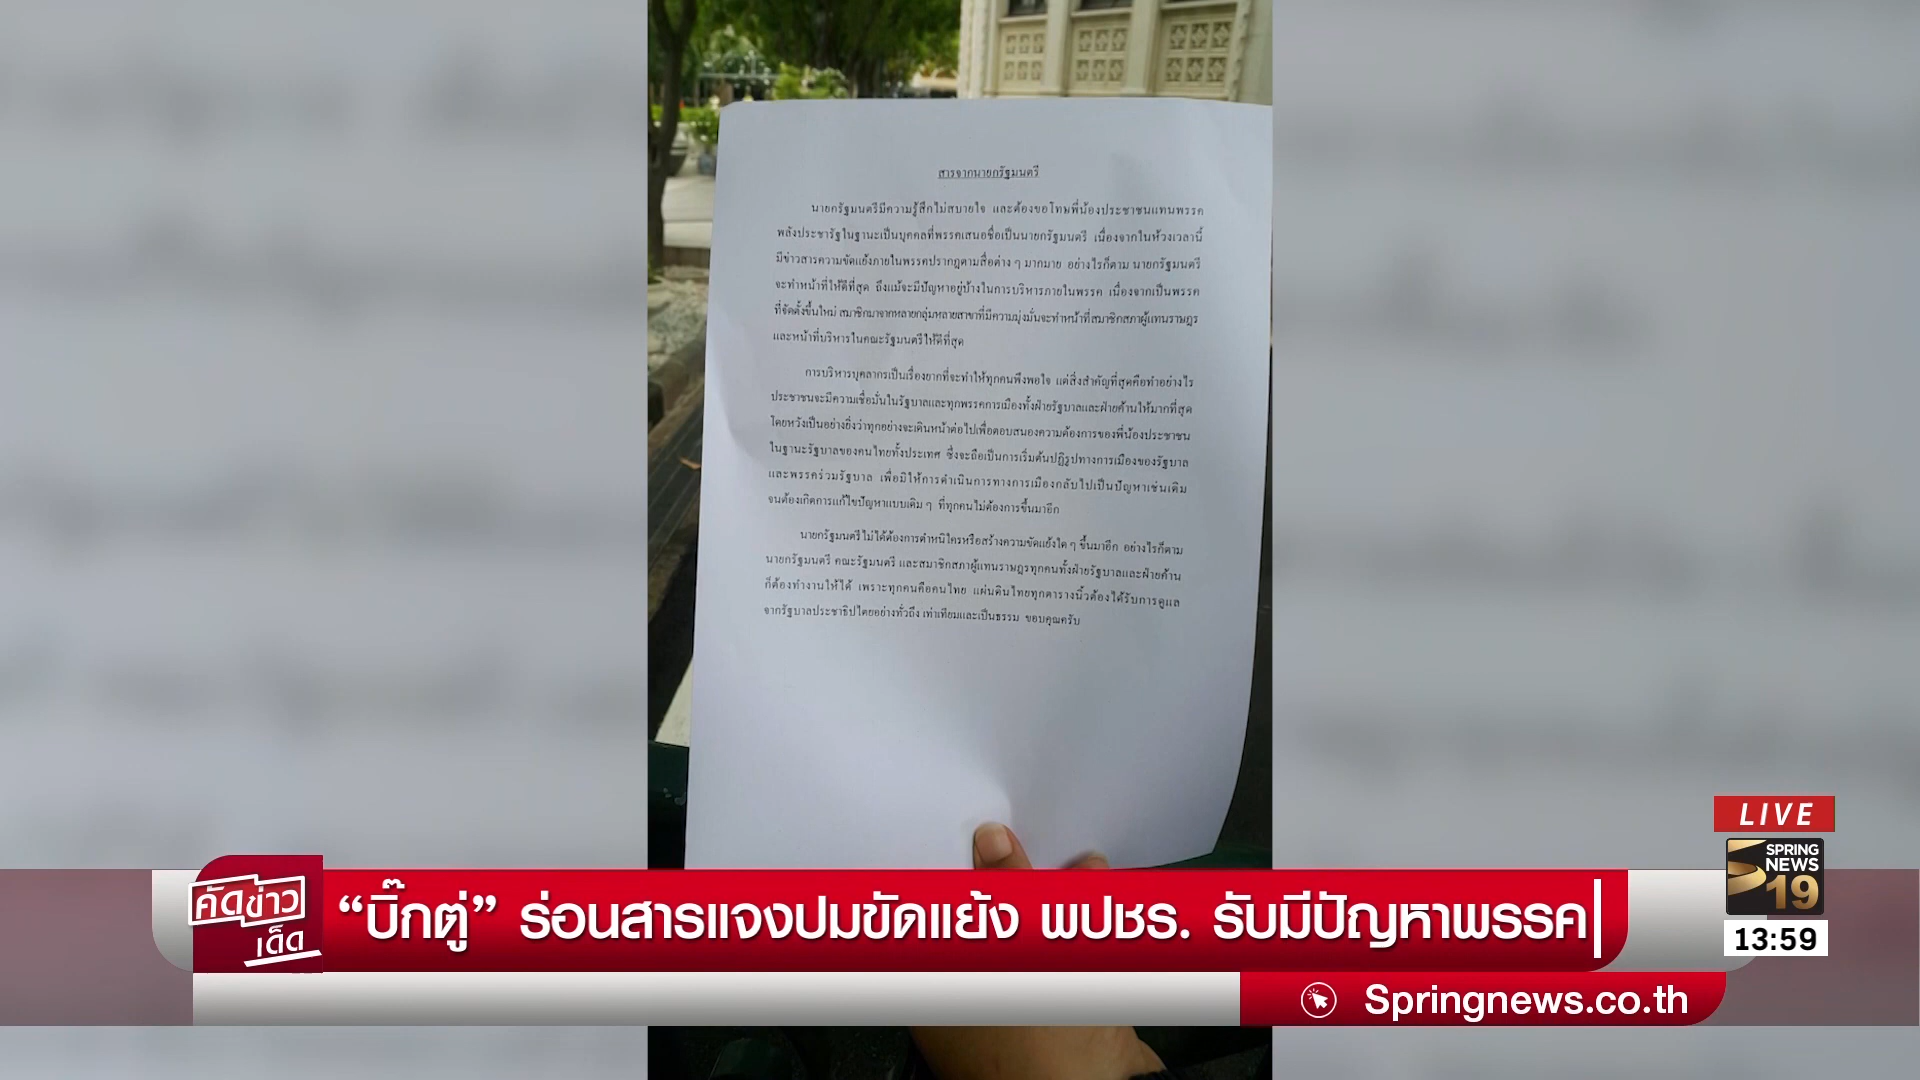 สารจากนายกรัฐมนตรี
นายกรัฐมนตรีมีความรู้สึกไม่สบายใจ และต้องขอโทษพี่น้องประชาชนแทนพรรค
พลังประชารัฐในฐานะเป็นบุคคลที่พรรคเสนอชื่อเป็นนายกรัฐมนตรี เนื่องจากในห้วงเวลานี้
มีข่าวสารความขัดแย้งภายในพรรคปรากฏตามสื่อต่าง ๆ มากมาย อย่างไรก็ตาม นายกรัฐมนตรี
จะทำหน้าที่ให้ดีที่สุด ถึงแม้จะมีปัญหาอยู่บ้างในการบริหารภายในพรรค เนื่องจากเป็นพรรค
ที่จัดตั้งขึ้นใหม่ สมาชิกมาจากหลายกลุ่มหลายสาขาที่มีความมุ่งมั่นจะทำหน้าที่สมาชิกสภาผู้แทนราษฎร
และหน้าที่บริหารในคณะรัฐมนตรีให้ดีที่สุด
การบริหารบุคลากรเป็นเรื่องยากที่จะทำให้ทุกคนพึงพอใจ แต่สิ่งสำคัญที่สุดคือทำอย่างไร
ประชาชนจะมีความเชื่อมั่นในรัฐบาลและทุกพรรคการเมืองทั้งฝ่ายรัฐบาลและฝ่ายค้านให้มากที่สุด
โดยหวังเป็นอย่างยิ่งว่าทุกอย่างจะเดินหน้าต่อไปเพื่อตอบสนองความต้องการของพี่น้องประชาชน
ในฐานะรัฐบาลของคนไทยทั้งประเทศ ซึ่งจะถือเป็นการเริ่มต้นปฏิรูปทางการเมืองของรัฐบาล
และพรรคร่วมรัฐบาล เพื่อมิให้การดำเนินการทางการเมืองกลับไปเป็นปัญหาเช่นเดิม
จนต้องเกิดการแก้ไขปัญหาแบบเดิม ๆ ที่ทุกคนไม่ต้องการขึ้นมาอีก
นายกรัฐมนตรีไม่ได้ต้องการตำหนิใครหรือสร้างความขัดแย้งใด ๆ ขึ้นมาอีก อย่างไรก็ตาม
นายกรัฐมนตรี คณะรัฐมนตรี และสมาชิกสภาผู้แทนราษฎรทุกคนทั้งฝ่ายรัฐบาลและฝ่ายค้าน
ก็ต้องทำงานให้ได้ เพราะทุกคนคือคนไทย แผ่นดินไทยทุกตารางนิ้วต้องได้รับการดูแล
จากรัฐบาลประชาธิปไตยอย่างทั่วถึง เท่าเทียมและเป็นธรรม ขอบคุณครับ
LIVE
SPRING
NEWS
19
13:59
คัดข่าว
เด็ด
“บิ๊กตู่” ร่อนสารแจงปมขัดแย้ง พปชร. รับมีปัญหาพรรค
Springnews.co.th